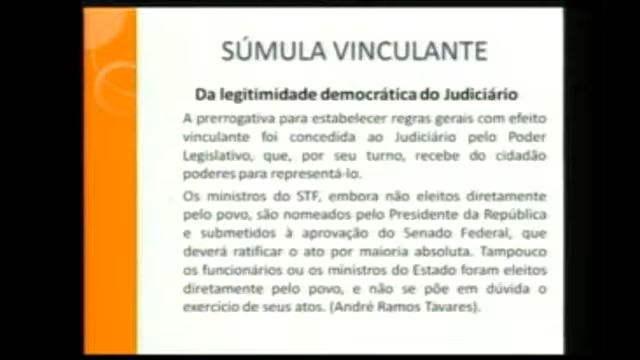 SÚMULA VINCULANTE
Da legitimidade democrática do Judiciário
A prerrogativa para estabelecer regras gerais com efeito
vinculante foi concedida ao Judiciário pelo Poder
Legislativo, que, por seu turno, recebe do cidadão
poderes para representá-lo.
Os ministros do STF, embora não eleitos diretamente
pelo povo, são nomeados pelo Presidente da República
e submetidos à aprovação do Senado Federal, que
deverá ratificar o ato por maioria absoluta. Tampouco
os funcionários ou os ministros do Estado foram eleitos
diretamente pelo povo, e não se põe em dúvida o
exercício de seus atos. (André Ramos Tavares).